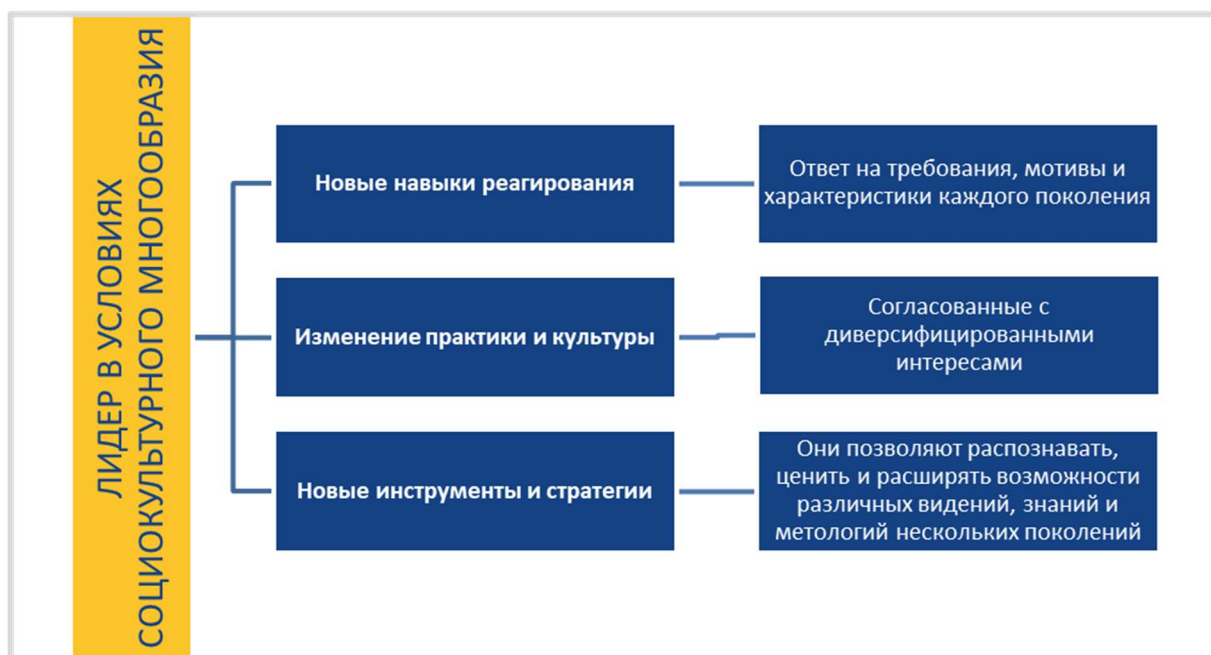 ЛИДЕР В УСЛОВИЯХ
СОЦИОКУЛЬТУРНОГО МНОГООБРАЗИЯ
Новые навыки реагирования
Ответ на требования, мотивы и
характеристики каждого поколения
Изменение практики и культуры
Согласованные с
диверсифицированными
интересами
Новые инструменты и стратегии
Они позволяют распознавать,
ценить и расширять возможности
различных видений, знаний и
метологий нескольких поколений